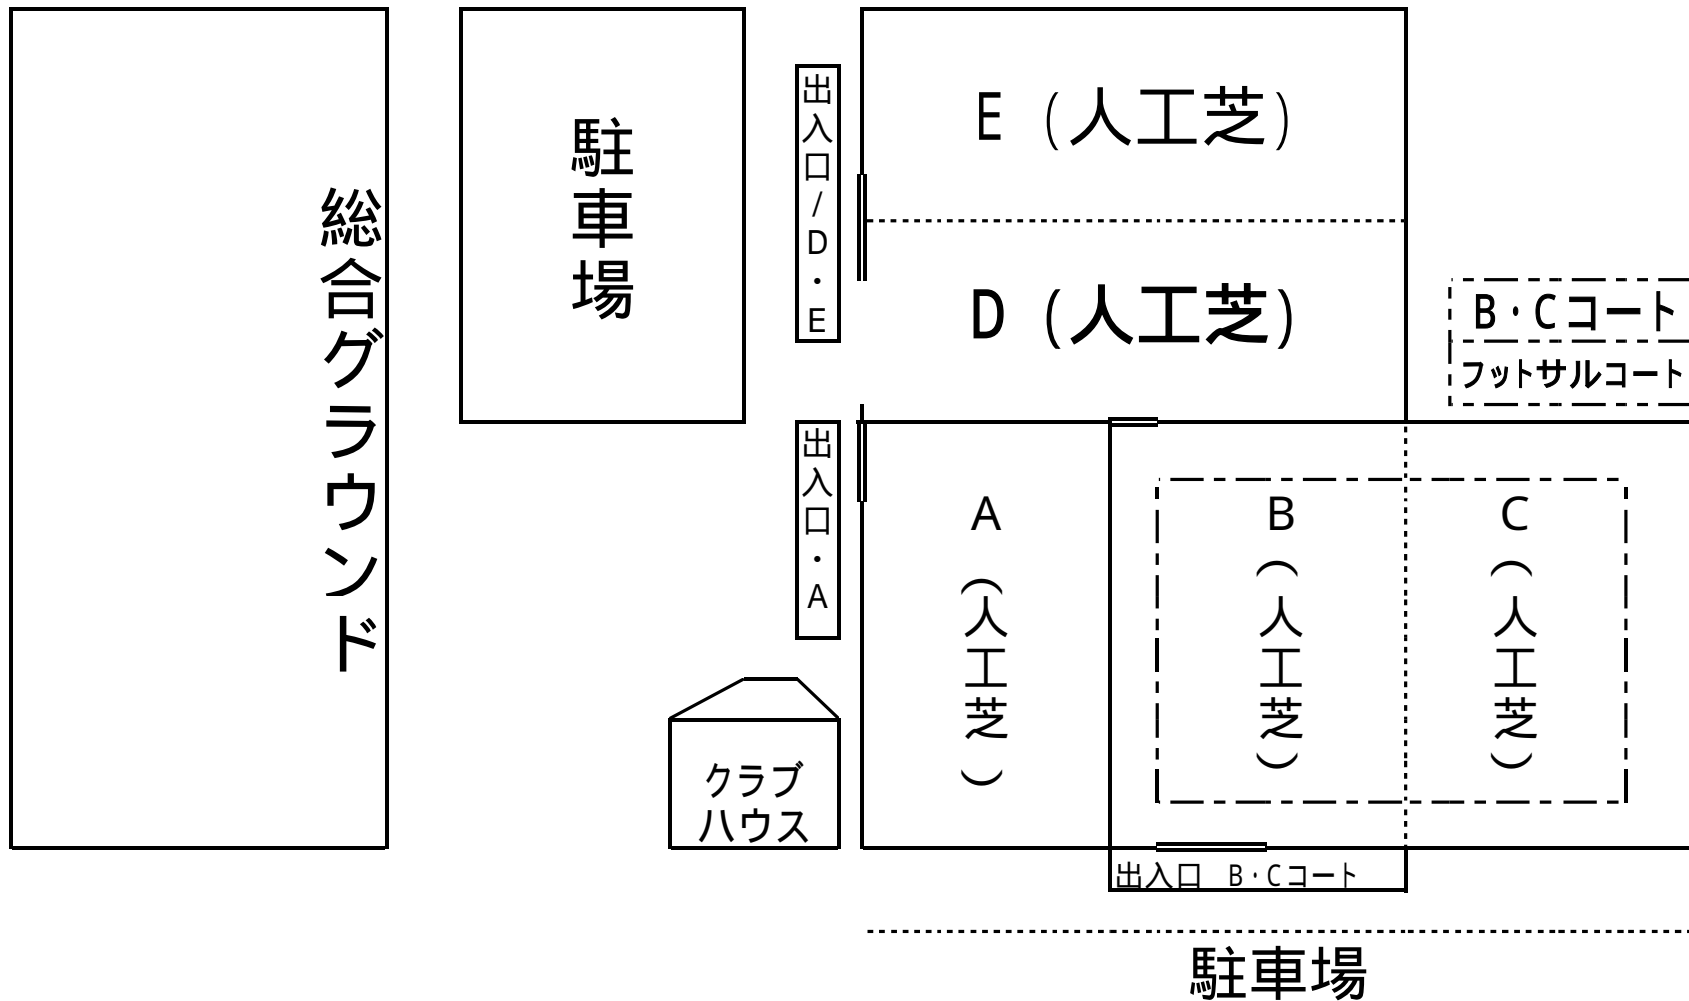 総合グラウンド
駐車場
出入口/D・E
E（人工芝）
D（人工芝）
B・Cコート
フットサルコート
出入口・A
A（人工芝）
B（人工芝）
C（人工芝）
クラブ
ハウス
出入口　B・Cコート
駐車場